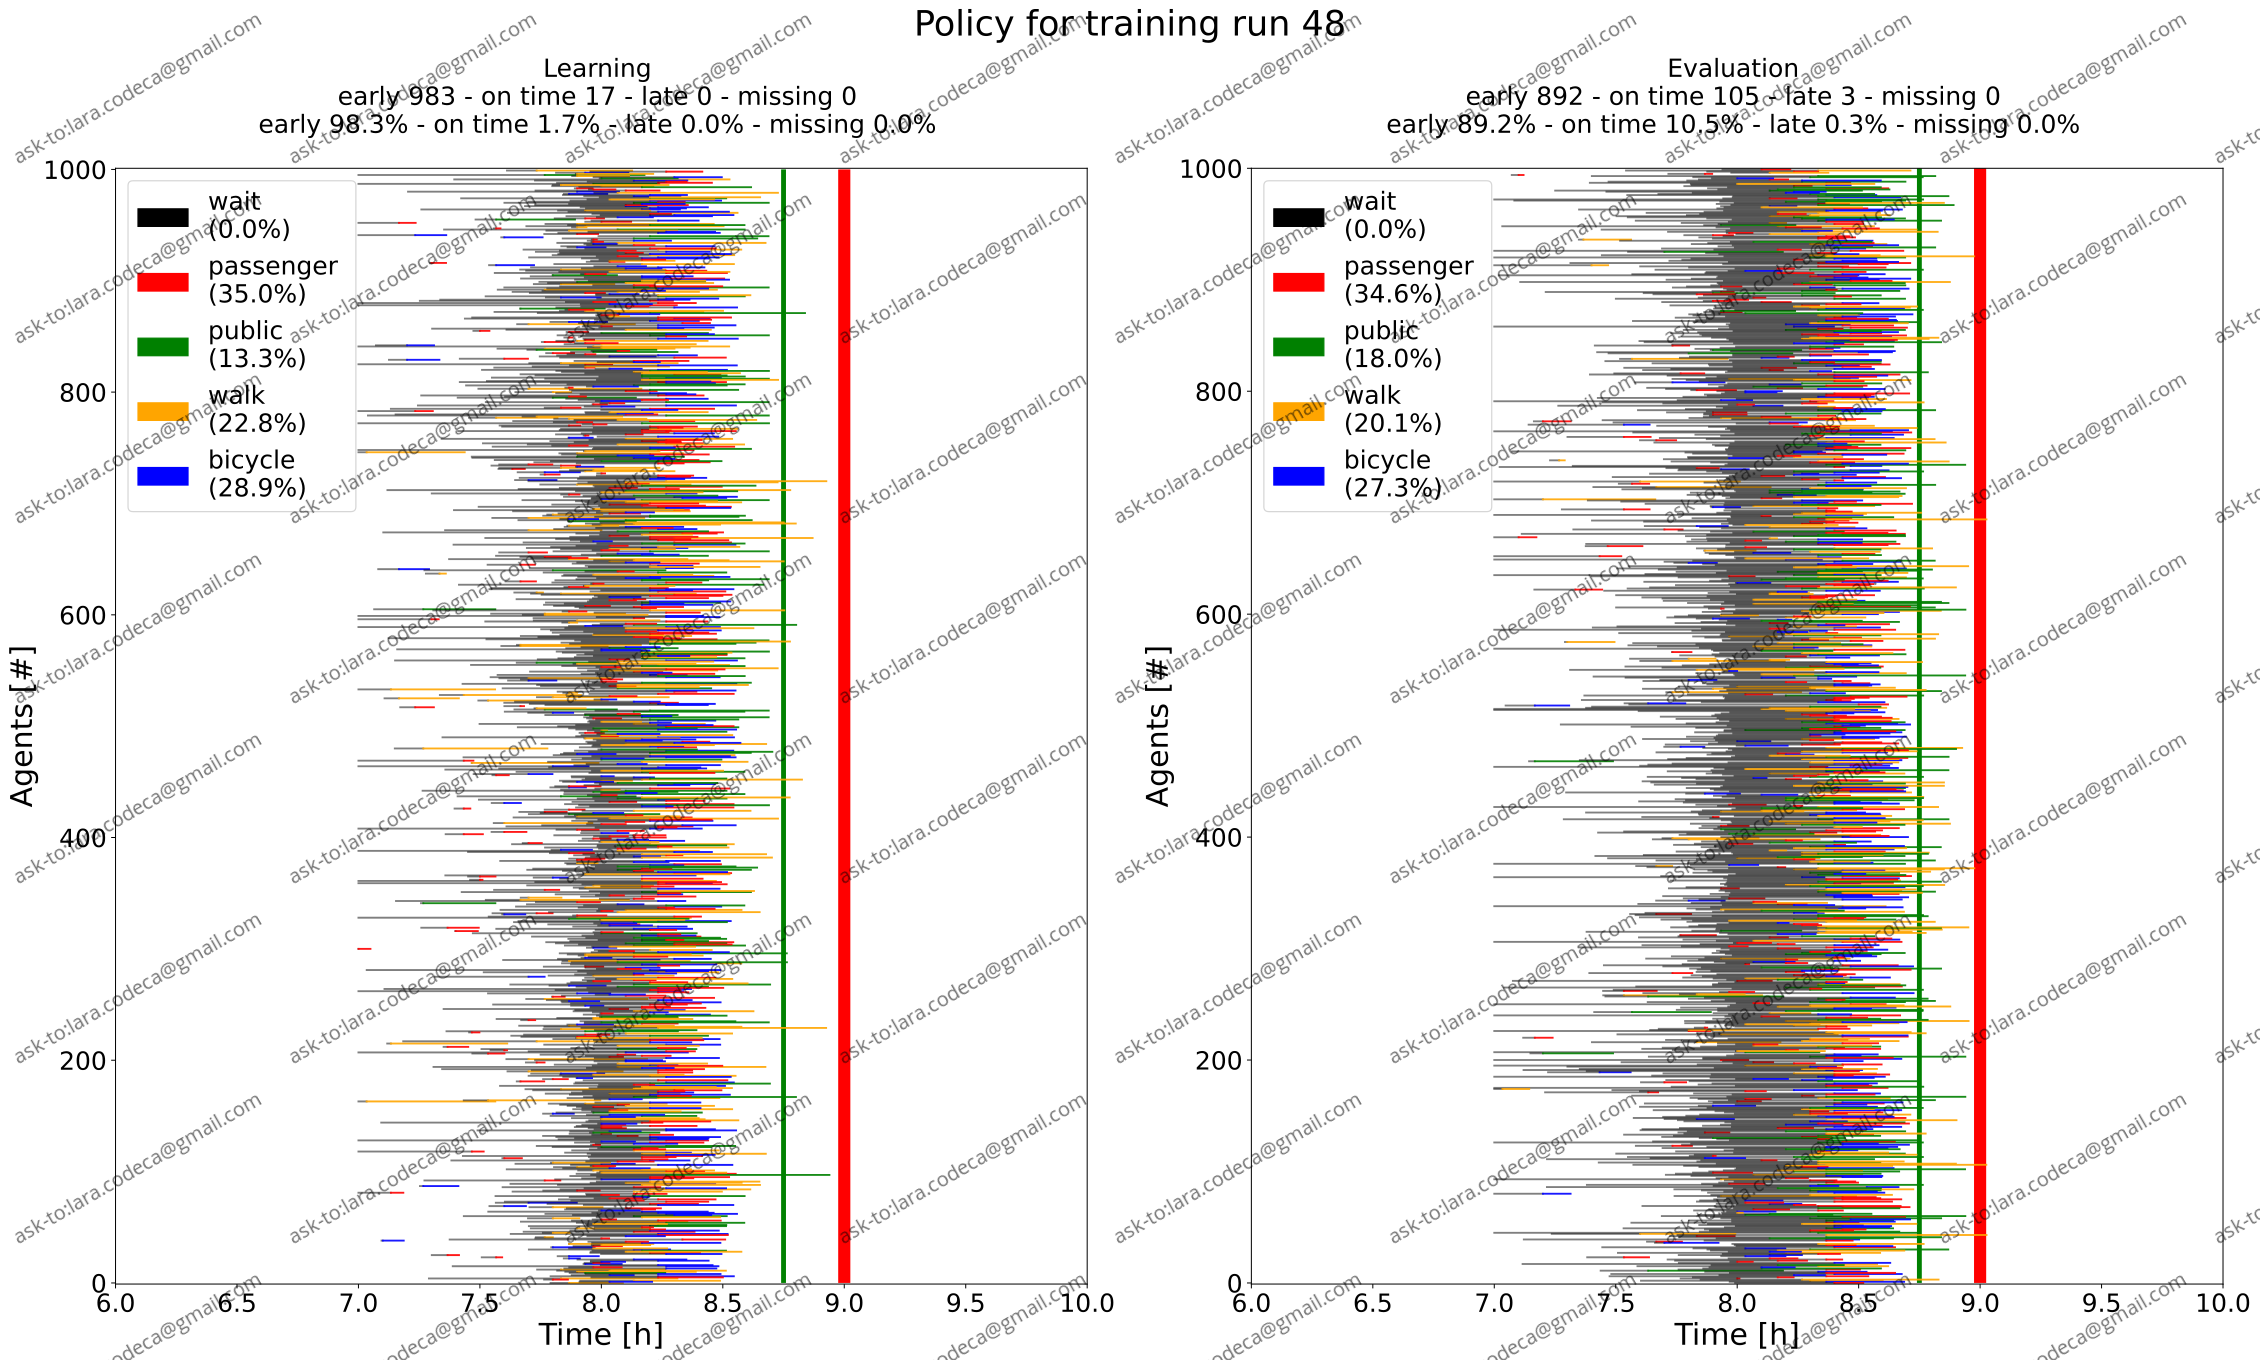 Policy for training run 48
Learning
early 983 - on time 17 - late 0 - missing 0
early 98.3% - on time 1.7% - late 0.0% - missing 0.0%
Evaluation
early 892 - on time 105 - late 3 - missing 0
early 89.2% - on time 10.5% - late 0.3% - missing 0.0%
wait
(0.0%)
passenger
(35.0%)
public
(13.3%)
walk
(22.8%)
bicycle
(28.9%)
1000
800
600
400
200
0
Agents [#]
6.0 6.5 7.0 7.5 8.0 8.5 9.0 9.5 10.0
Time [h]
wait
(0.0%)
passenger
(34.6%)
public
(18.0%)
walk
(20.1%)
bicycle
(27.3%)
1000
800
600
400
200
0
Agents [#]
6.0 6.5 7.0 7.5 8.0 8.5 9.0 9.5 10.0
Time [h]
ask-to:lara.codeca@gmail.com